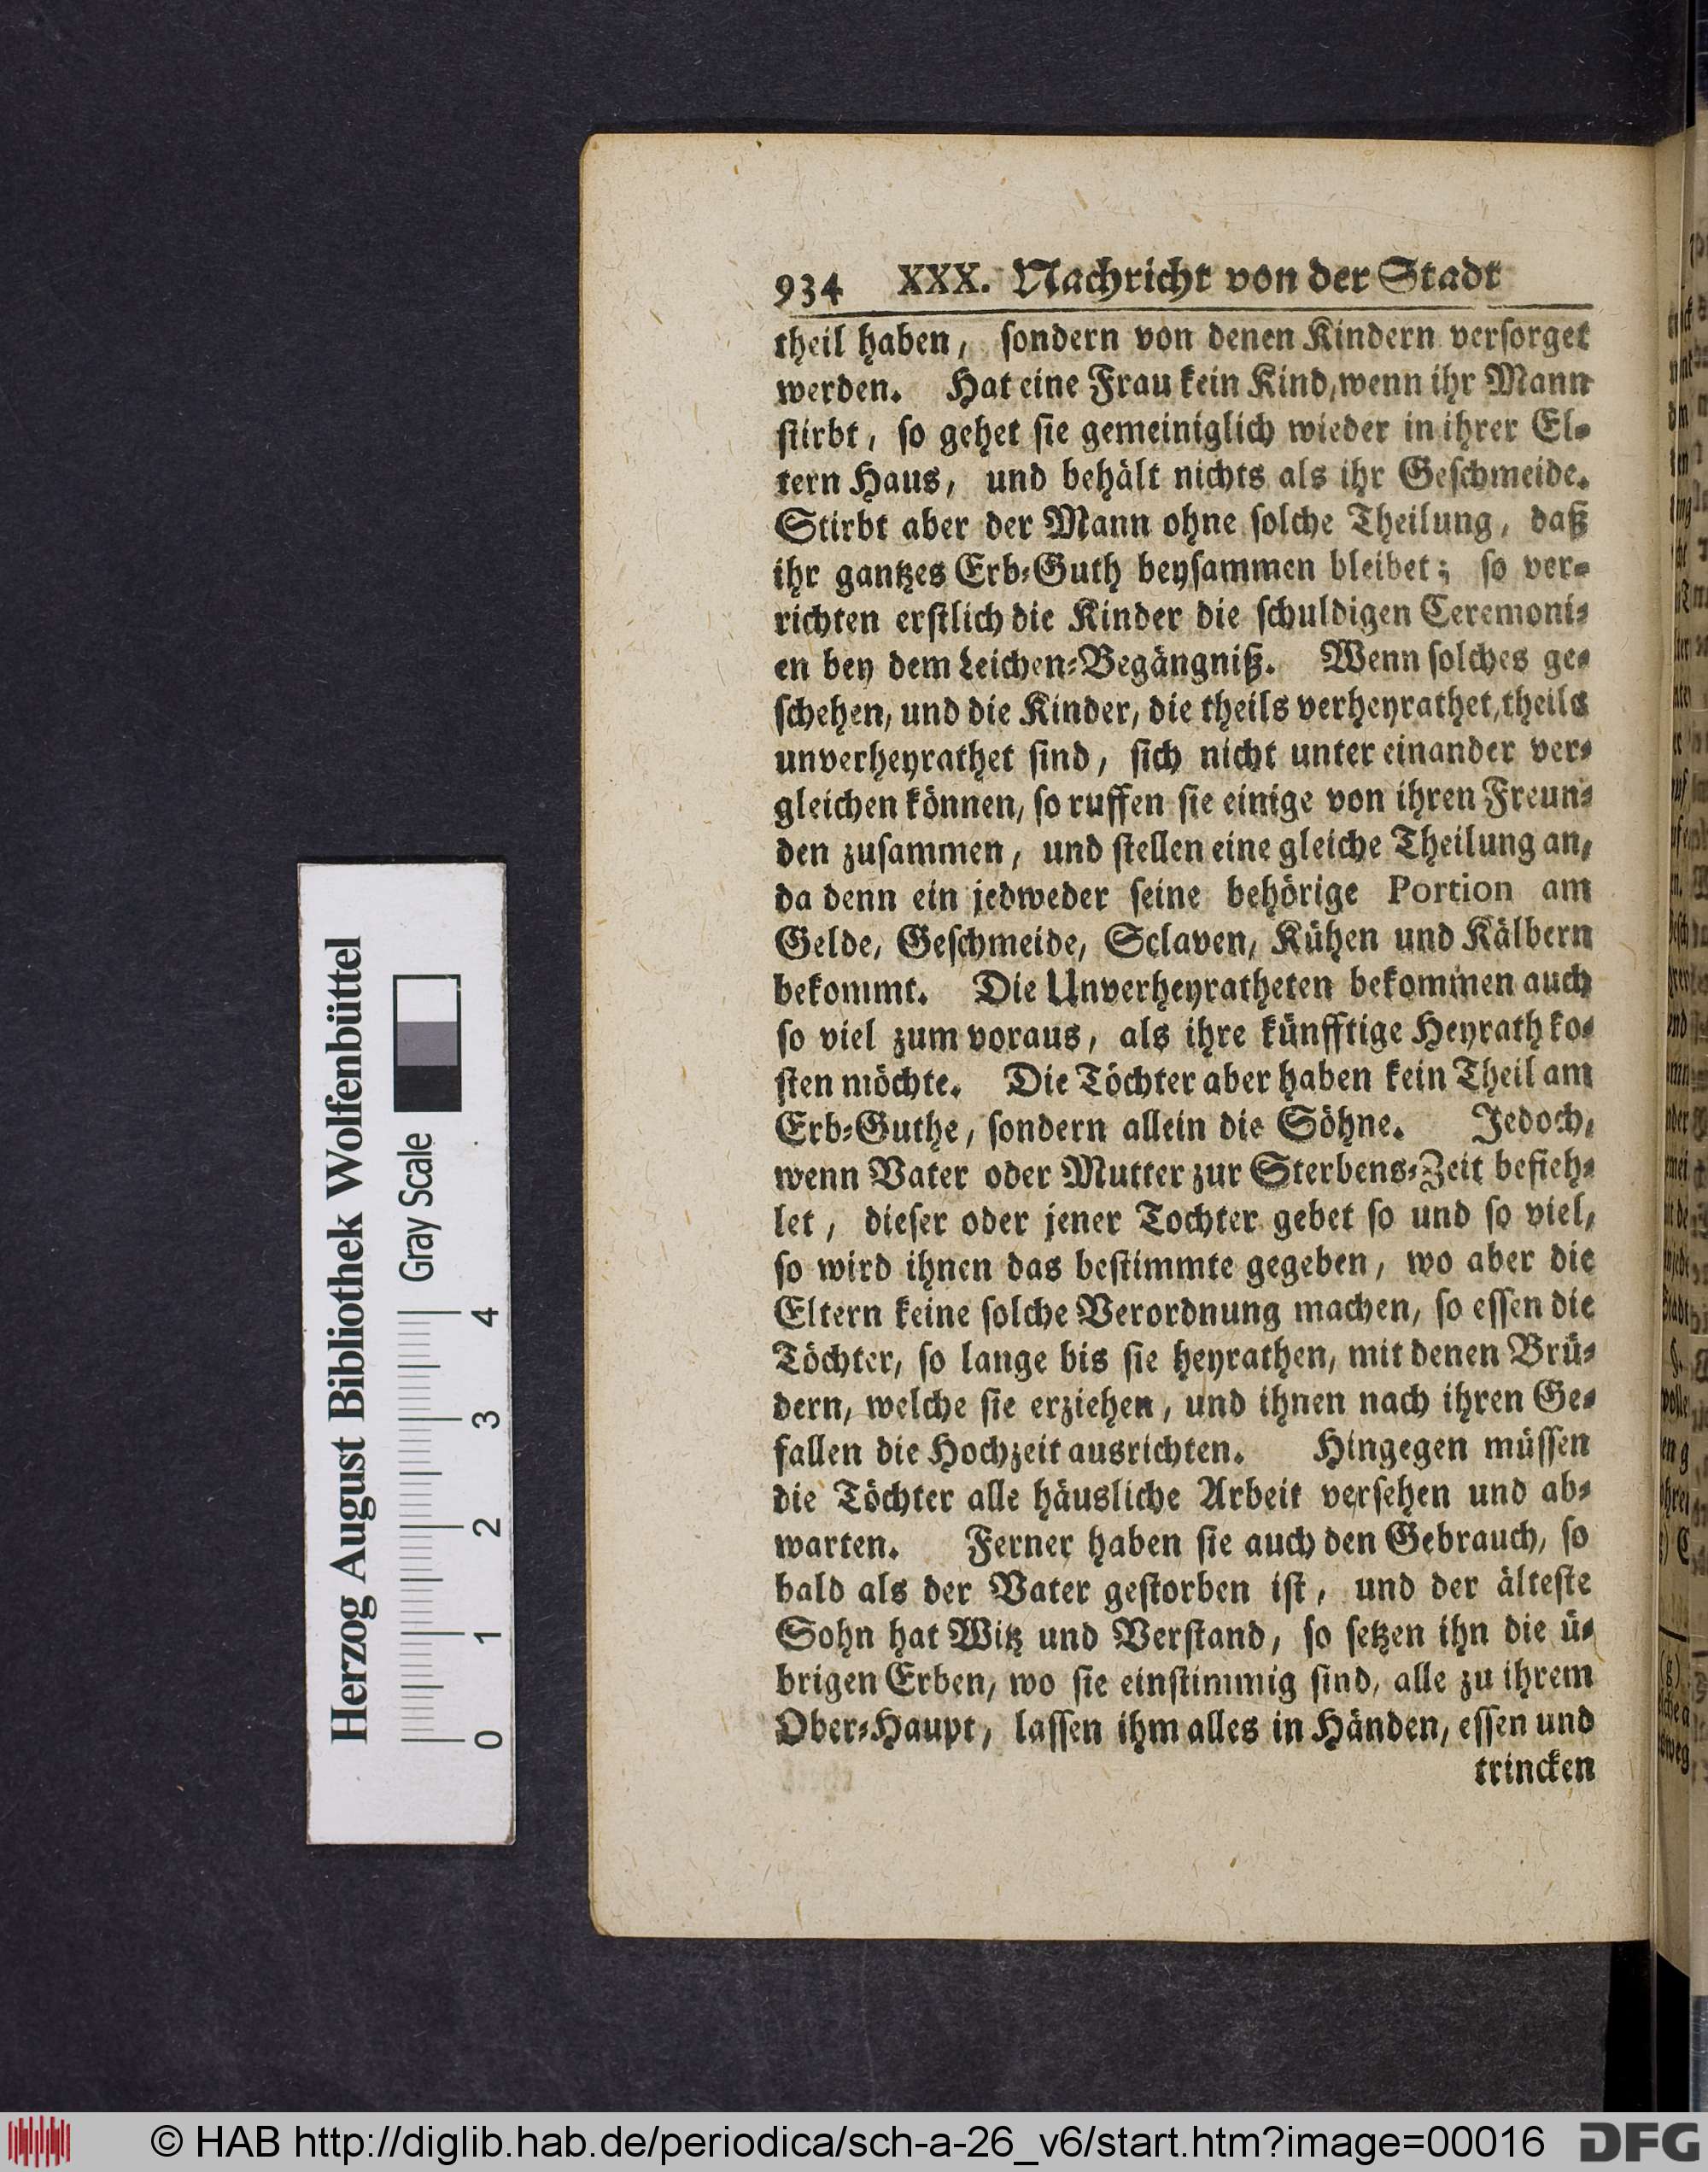 934 XXX. Nachricht von der Stadt
theil haben, ſondern von denen Kindern verſorget
werden. Hat eine Frau kein Kind, wenn ihr Mann
ſtirbt, ſo gehet ſie gemeiniglich wieder in ihrer El⸗
tern Haus, und behält nichts als ihr Geſchmeide.
Stirbt aber der Mann ohne ſolche Theilung, daß
ihr gantzes Erb⸗Guth beyſammen bleibet; ſo ver⸗
richten erſtlich die Kinder die ſchuldigen Ceremoni⸗
en bey dem Leichen⸗Begängniß. Wenn ſolches ge⸗
ſchehen, und die Kinder, die theils verheyrathet, theils
unverheyrathet ſind, ſich nicht unter einander ver⸗
gleichen können, ſo ruffen ſie einige von ihren Freun⸗
den zuſammen, und ſtellen eine gleiche Theilung an,
da denn ein jedweder ſeine behörige Portion am
Gelde, Geſchmeide, Sclaven, Kühen und Kälbern
bekommt. Die Unverheyratheten bekommen auch
ſo viel zum voraus, als ihre künfftige Heyrath ko⸗
ſten möchte. Die Töchter aber haben kein Theil am
Erb⸗Guthe, ſondern allein die Söhne. Jedoch,
wenn Vater oder Mutter zur Sterbens⸗Zeit befieh⸗
let, dieſer oder jener Tochter gebet ſo und ſo viel,
ſo wird ihnen das beſtimmte gegeben, wo aber die
Eltern keine ſolche Verordnung machen, ſo eſſen die
Töchter, ſo lange bis ſie heyrathen, mit denen Brü⸗
dern, welche ſie erziehen, und ihnen nach ihren Ge⸗
fallen die Hochzeit ausrichten. Hingegen müſſen
die Töchter alle häusliche Arbeit verſehen und ab⸗
warten. Ferner haben ſie auch den Gebrauch, ſo
bald als der Vater geſtorben iſt, und der älteſte
Sohn hat Witz und Verſtand, ſo ſetzen ihn die ü⸗
brigen Erben, wo ſie einſtimmig ſind, alle zu ihrem
Ober⸗Haupt, laſſen ihm alles in Händen, eſſen und
trincken
Herzog August Bibliothek Wolfenbüttel
Gray Scale
0 1 2 3 4
© HAB http://diglib.hab.de/periodica/sch-a-26_v6/start.htm?image=00016
DFG